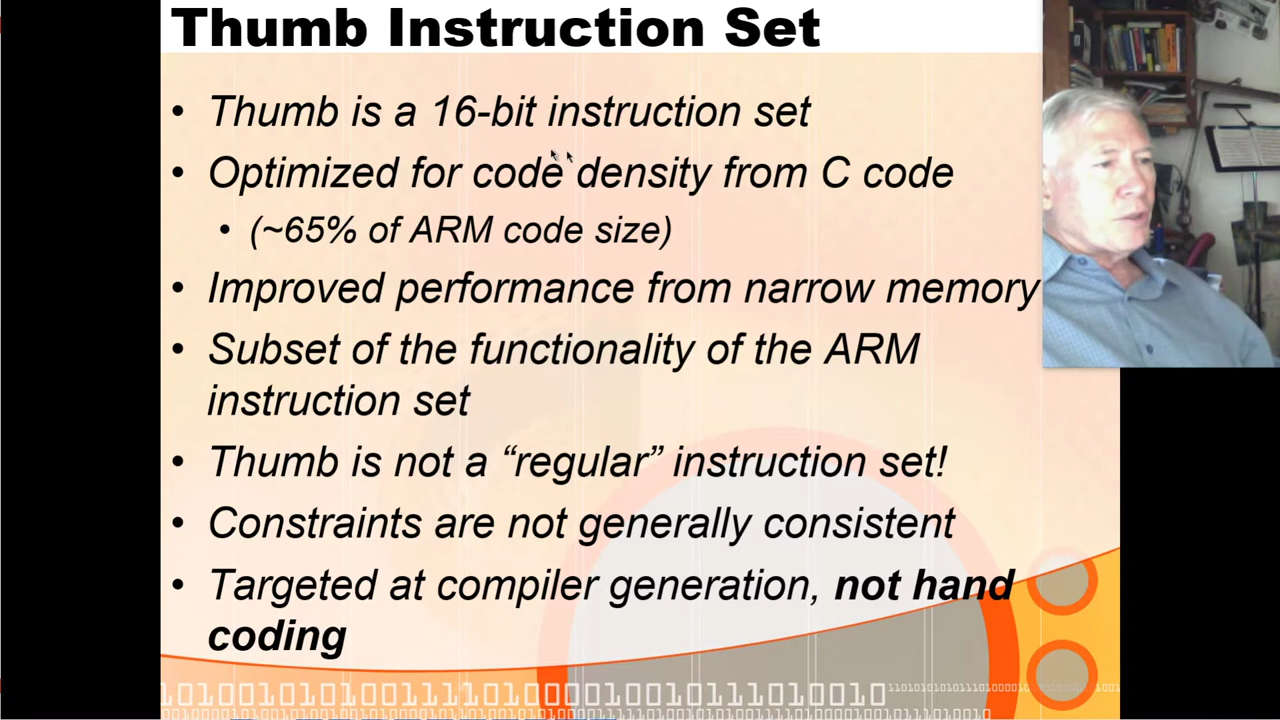 Thumb Instruction Set
• Thumb is a 16-bit instruction set
• Optimized for code density from C code
• (~65% of ARM code size)
• Improved performance from narrow memory
• Subset of the functionality of the ARM
instruction set
• Thumb is not a “regular” instruction set!
• Constraints are not generally consistent
• Targeted at compiler generation, not hand
coding